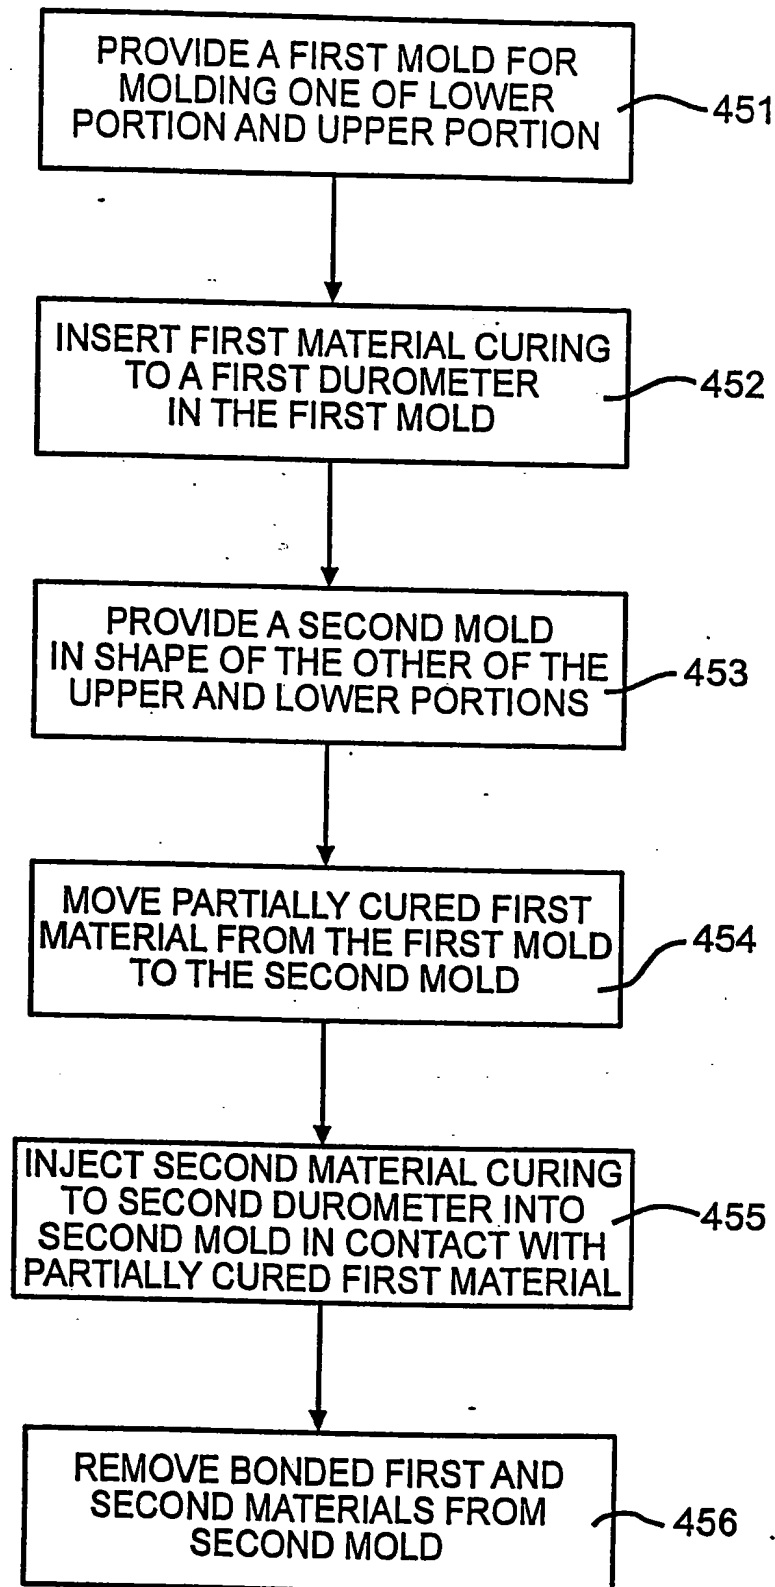 PROVIDE A FIRST MOLD FOR
MOLDING ONE OF LOWER
PORTION AND UPPER PORTION
451
INSERT FIRST MATERIAL CURING
TO A FIRST DUROMETER
IN THE FIRST MOLD
452
PROVIDE A SECOND MOLD
IN SHAPE OF THE OTHER OF THE
UPPER AND LOWER PORTIONS
453
MOVE PARTIALLY CURED FIRST
MATERIAL FROM THE FIRST MOLD
TO THE SECOND MOLD
454
INJECT SECOND MATERIAL CURING
TO SECOND DUROMETER INTO
SECOND MOLD IN CONTACT WITH
PARTIALLY CURED FIRST MATERIAL
455
REMOVE BONDED FIRST AND
SECOND MATERIALS FROM
SECOND MOLD
456